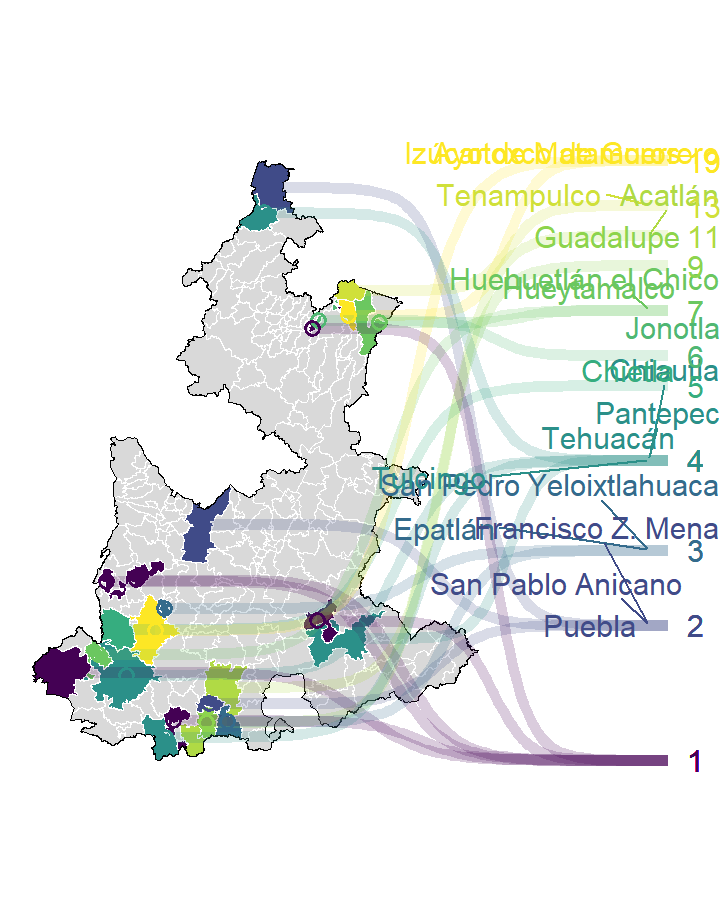 Izúcar de Matamoros
Ayotoxco de Guerrero
19
Tenampulco
Acatlán
13
Guadalupe
11
9
Huehuetlán el Chico
Hueytamalco
7
Jonotla
6
Chietla
Chiautla
5
Pantepec
Tehuacán
4
Tulcingo
San Pedro Yeloixtlahuaca
Epatlán
Francisco Z. Mena
3
San Pablo Anicano
Puebla
2
1